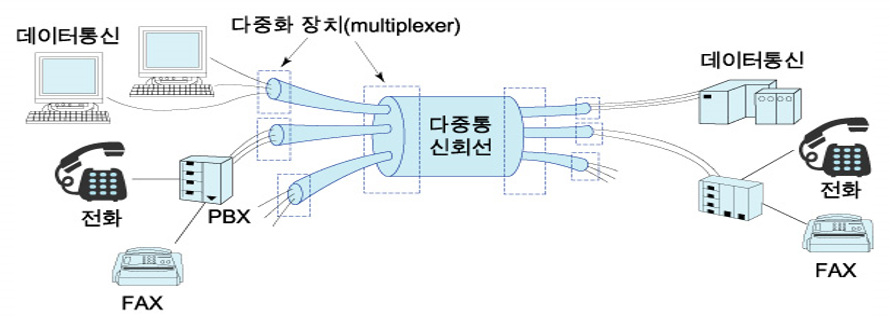 다중화 장치(multiplexer)
데이터통신
데이터통신
다중통
신회선
전화
PBX
FAX
전화
FAX